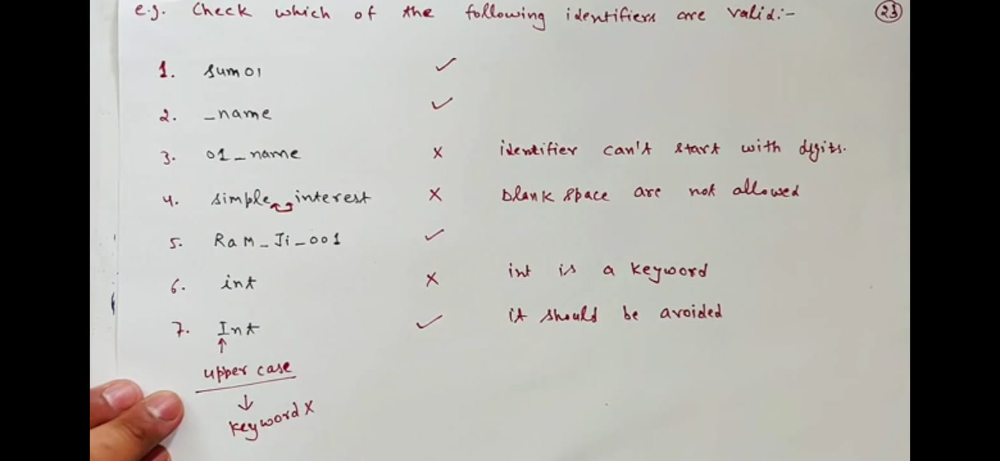 e.g. Check which of the following identifiers are valid:- 23
1. sum01 ✓
2. _name ✓
3. 01_name × identifier can't start with digits.
4. simple interest × blank space are not allowed
5. RaM_Ji_001 ✓
6. int × int is a keyword
7. Int ✓ it should be avoided
↑
upper case
↓
keyword ×